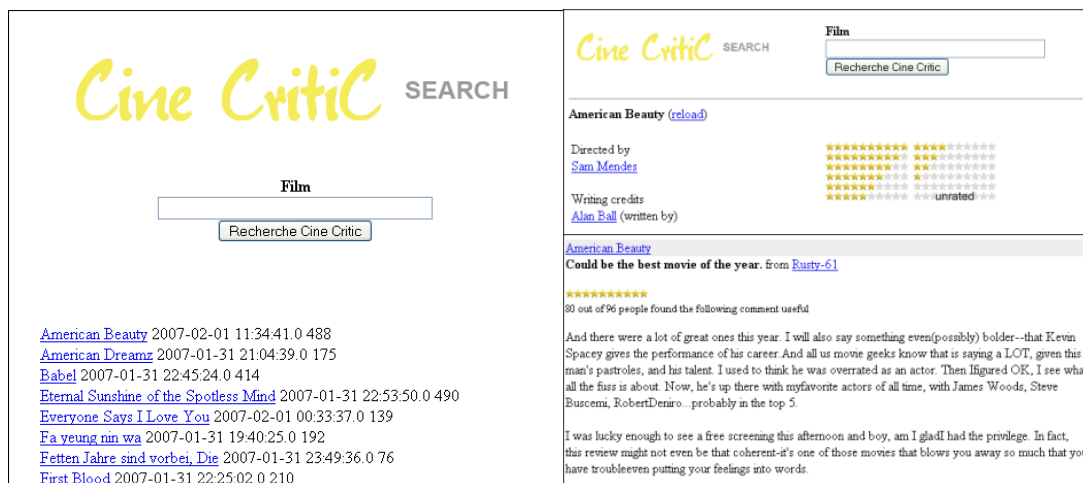 Cine CritiC SEARCH
Film
Recherche Cine Critic
American Beauty 2007-02-01 11:34:41.0 488
American Dreamz 2007-01-31 21:04:39.0 175
Babel 2007-01-31 22:45:24.0 414
Eternal Sunshine of the Spotless Mind 2007-01-31 22:53:50.0 490
Everyone Says I Love You 2007-02-01 00:33:37.0 139
Fa yeung nin wa 2007-01-31 19:40:25.0 192
Fetten Jahre sind vorbei, Die 2007-01-31 23:49:36.0 76
First Blood 2007-01-31 22:25:02.0 210
Cine CritiC SEARCH
Film
Recherche Cine Critic
American Beauty (reload)
Directed by
Sam Mendes
Writing credits
Alan Ball (written by)
unrated
American Beauty
Could be the best movie of the year. from Rusty-61
80 out of 96 people found the following comment useful
And there were a lot of great ones this year. I will also say something even(possibly) bolder--that Kevin
Spacey gives the performance of his career.And all us movie geeks know that is saying a LOT, given this
man's pastroles, and his talent. I used to think he was overrated as an actor. Then Ifigured OK, I see wha
all the fuss is about. Now, he's up there with myfavorite actors of all time, with James Woods, Steve
Buscemi, RobertDeniro...probably in the top 5.
I was lucky enough to see a free screening this afternoon and boy, am I gladI had the privilege. In fact,
this review might not even be that coherent-it's one of those movies that blows you away so much that you
have troubleeven putting your feelings into words.